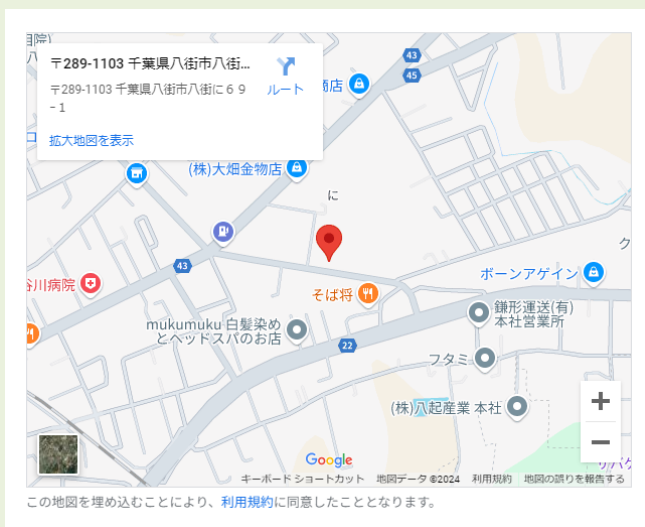 〒289-1103 千葉県八街市八街...
〒289-1103 千葉県八街市八街に６９
－１
ルート
拡大地図を表示
43
45
商店
(株)大畑金物店
に
43
谷川病院
そば将
ボーンアゲイン
ク
mukumuku 白髪染め
とヘッドスパのお店
22
鎌形運送(有)
本社営業所
フタミ
(株)八起産業 本社
+
−
Google
キーボード ショートカット
地図データ ©2024
利用規約
地図の誤りを報告する
この地図を埋め込むことにより、利用規約に同意したこととなります。